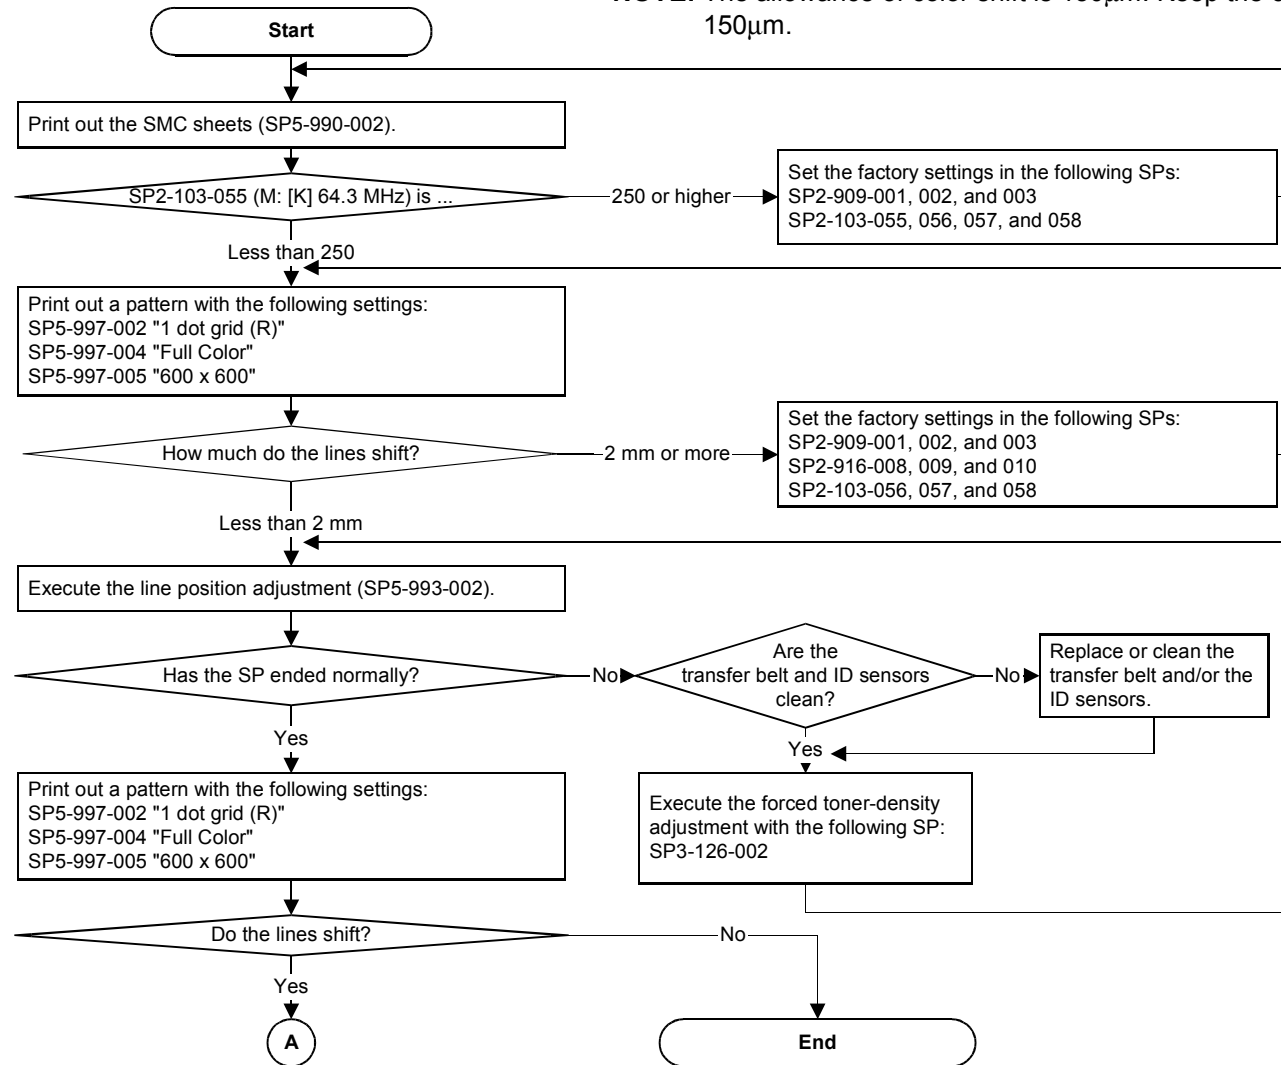 150μm.
Start
Print out the SMC sheets (SP5-990-002).
SP2-103-055 (M: [K] 64.3 MHz) is ...
250 or higher
Set the factory settings in the following SPs:
SP2-909-001, 002, and 003
SP2-103-055, 056, 057, and 058
Less than 250
Print out a pattern with the following settings:
SP5-997-002 "1 dot grid (R)"
SP5-997-004 "Full Color"
SP5-997-005 "600 x 600"
How much do the lines shift?
2 mm or more
Set the factory settings in the following SPs:
SP2-909-001, 002, and 003
SP2-916-008, 009, and 010
SP2-103-056, 057, and 058
Less than 2 mm
Execute the line position adjustment (SP5-993-002).
Has the SP ended normally?
No
Are the
transfer belt and ID sensors
clean?
No
Replace or clean the
transfer belt and/or the
ID sensors.
Yes
Yes
Print out a pattern with the following settings:
SP5-997-002 "1 dot grid (R)"
SP5-997-004 "Full Color"
SP5-997-005 "600 x 600"
Execute the forced toner-density
adjustment with the following SP:
SP3-126-002
Do the lines shift?
No
Yes
A
End